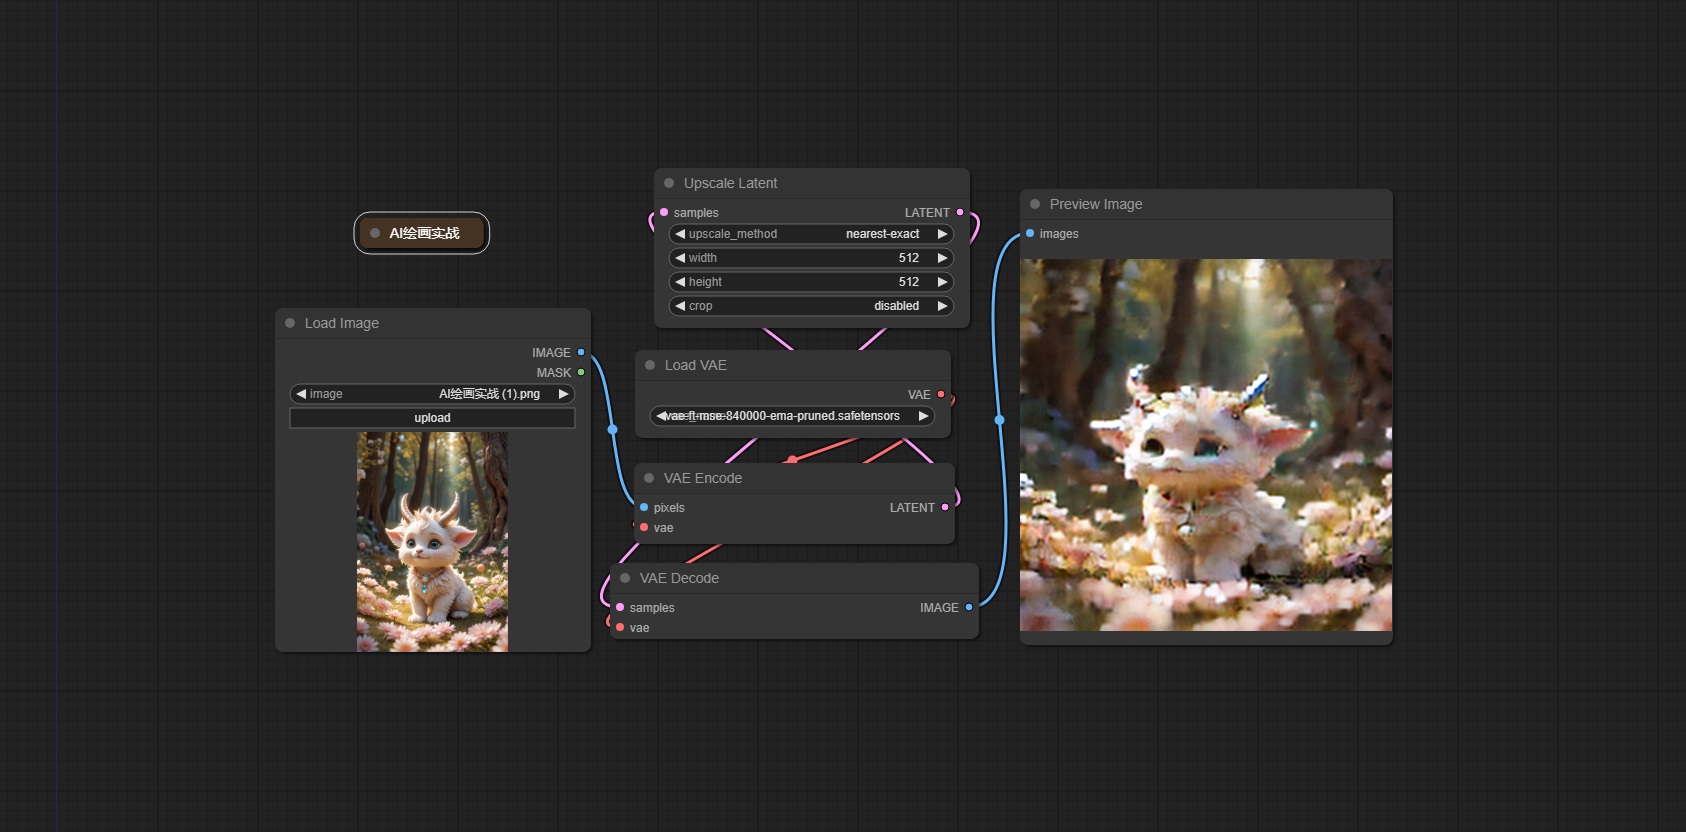 AI绘画实战
Load Image
IMAGE
MASK
image AI绘画实战 (1).png
upload
Upscale Latent
samples LATENT
upscale_method nearest-exact
width 512
height 512
crop disabled
Load VAE
VAE
vae-ft-mse-840000-ema-pruned.safetensors
VAE Encode
pixels LATENT
vae
VAE Decode
samples IMAGE
vae
Preview Image
images